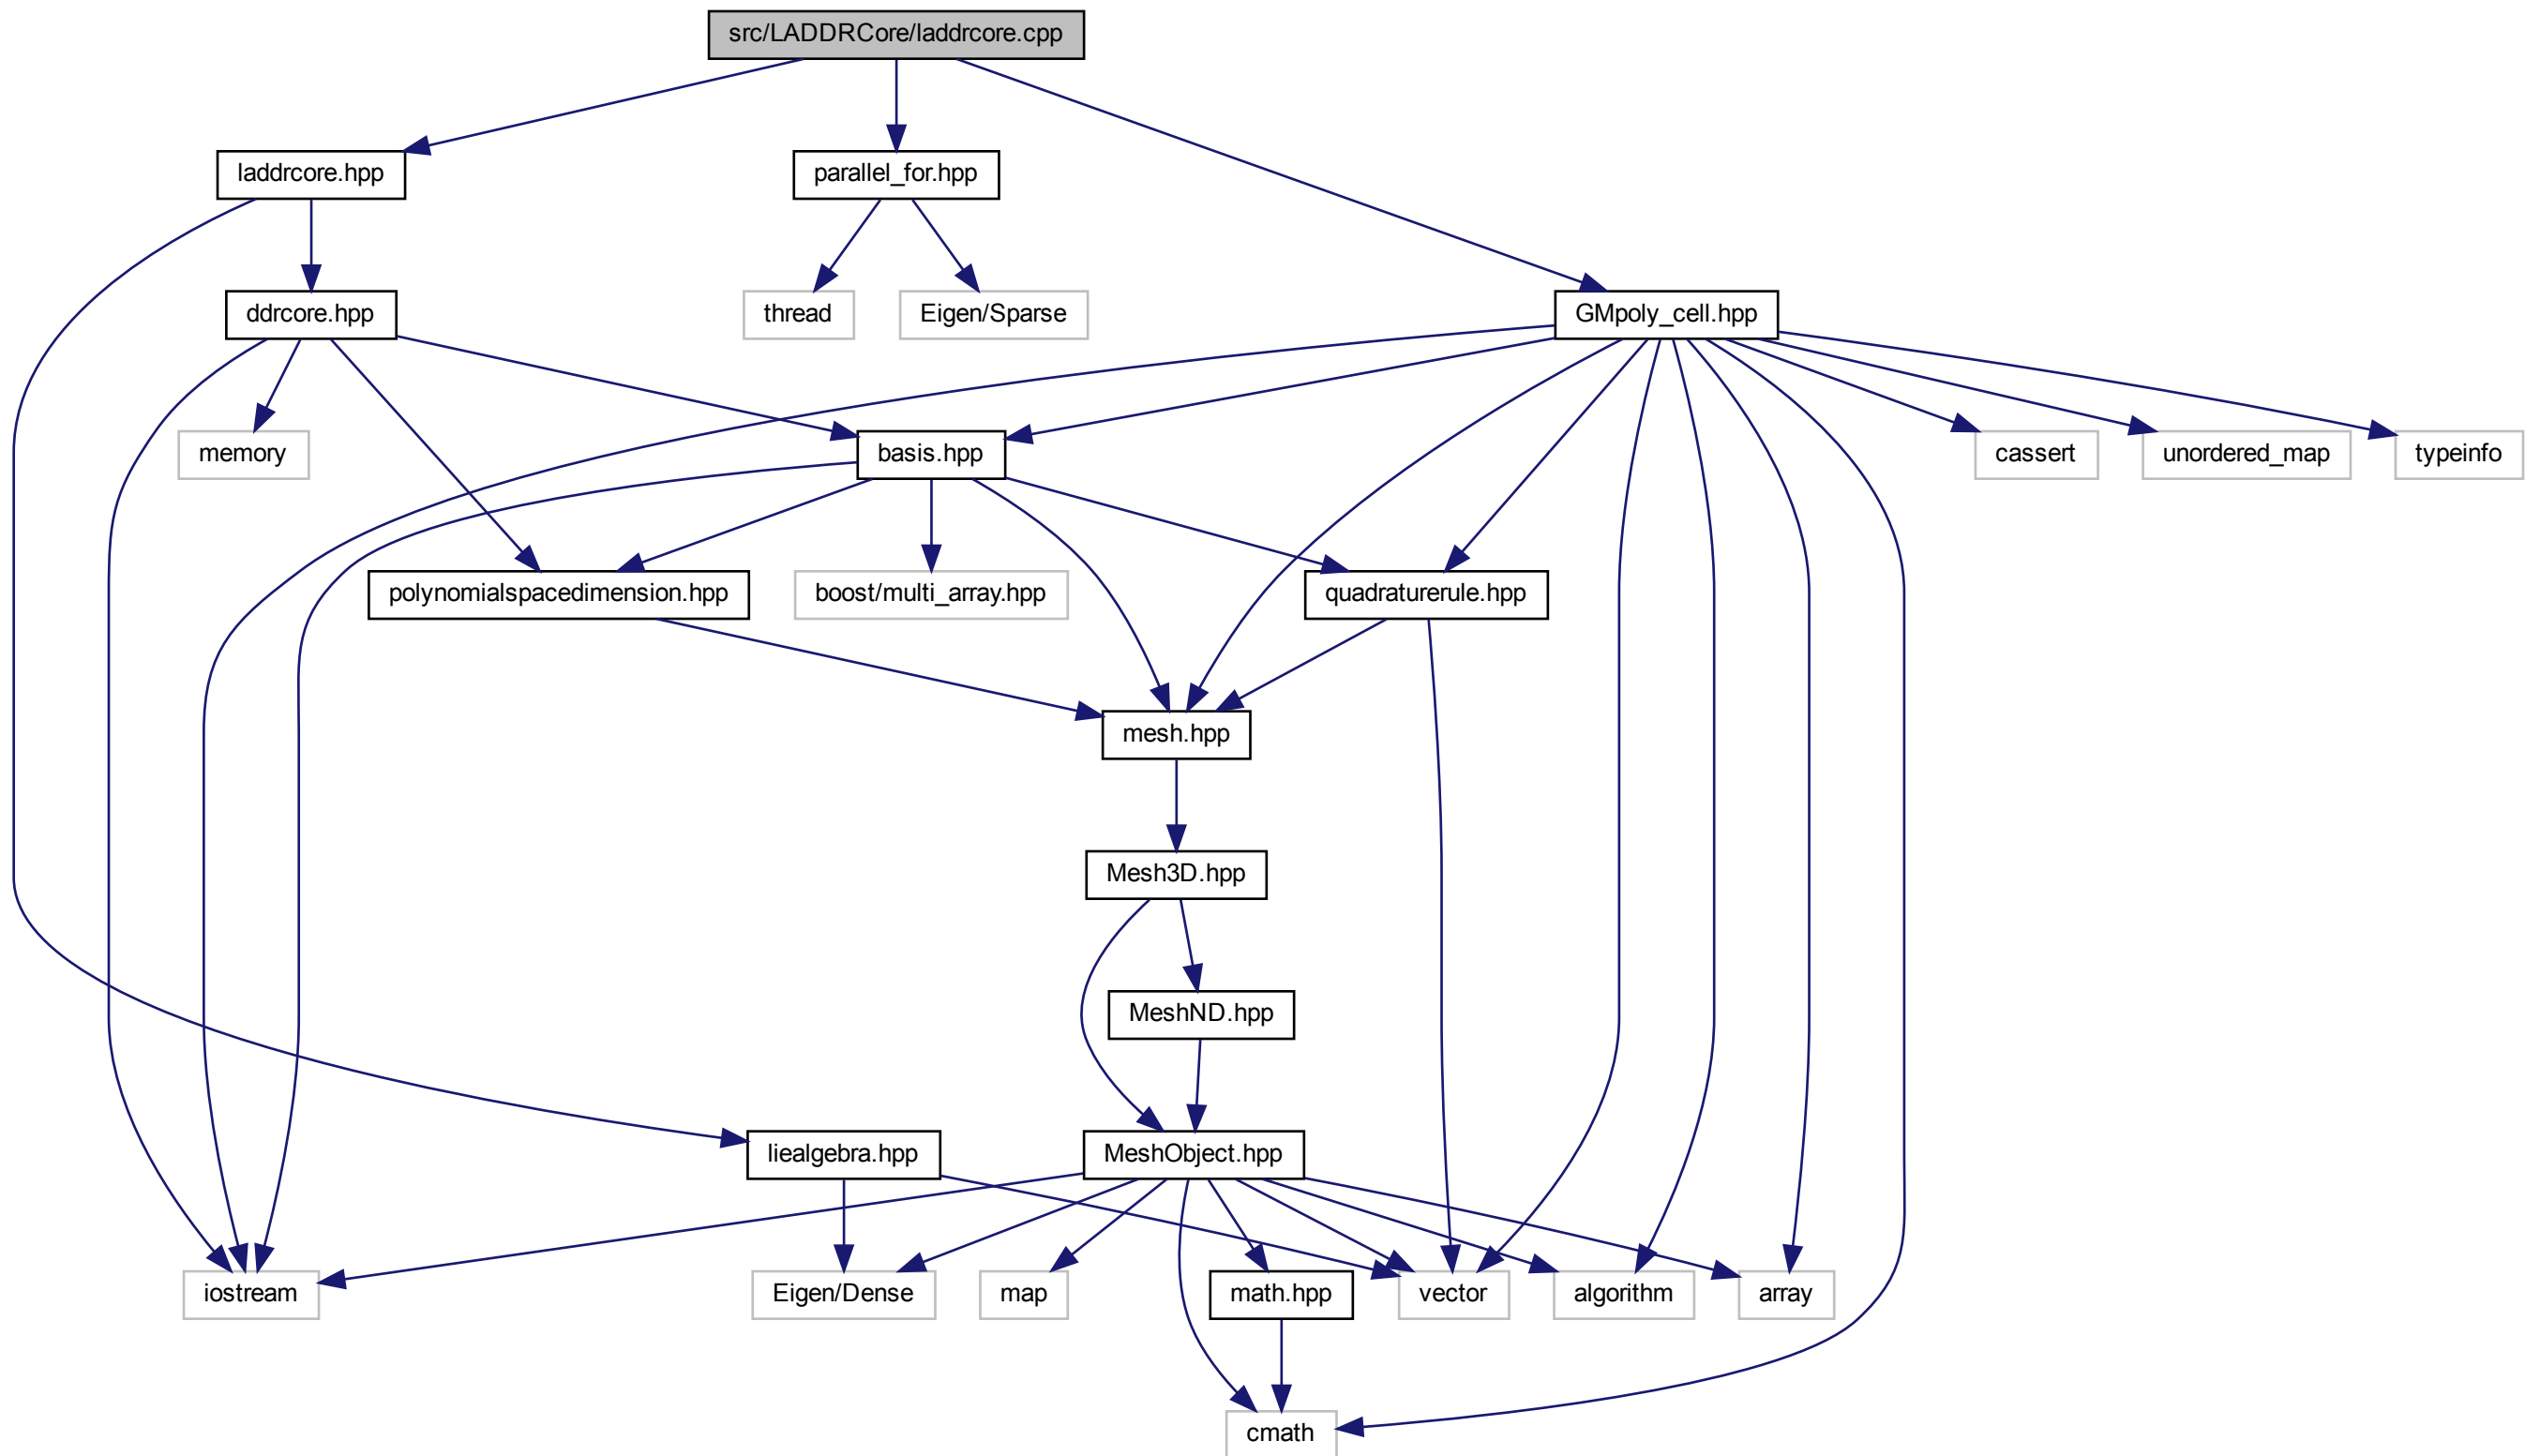 src/LADDRCore/laddrcore.cpp
laddrcore.hpp
parallel_for.hpp
ddrcore.hpp
thread
Eigen/Sparse
GMpoly_cell.hpp
memory
basis.hpp
cassert
unordered_map
typeinfo
polynomialspacedimension.hpp
boost/multi_array.hpp
quadraturerule.hpp
mesh.hpp
Mesh3D.hpp
MeshND.hpp
liealgebra.hpp
MeshObject.hpp
iostream
Eigen/Dense
map
math.hpp
vector
algorithm
array
cmath